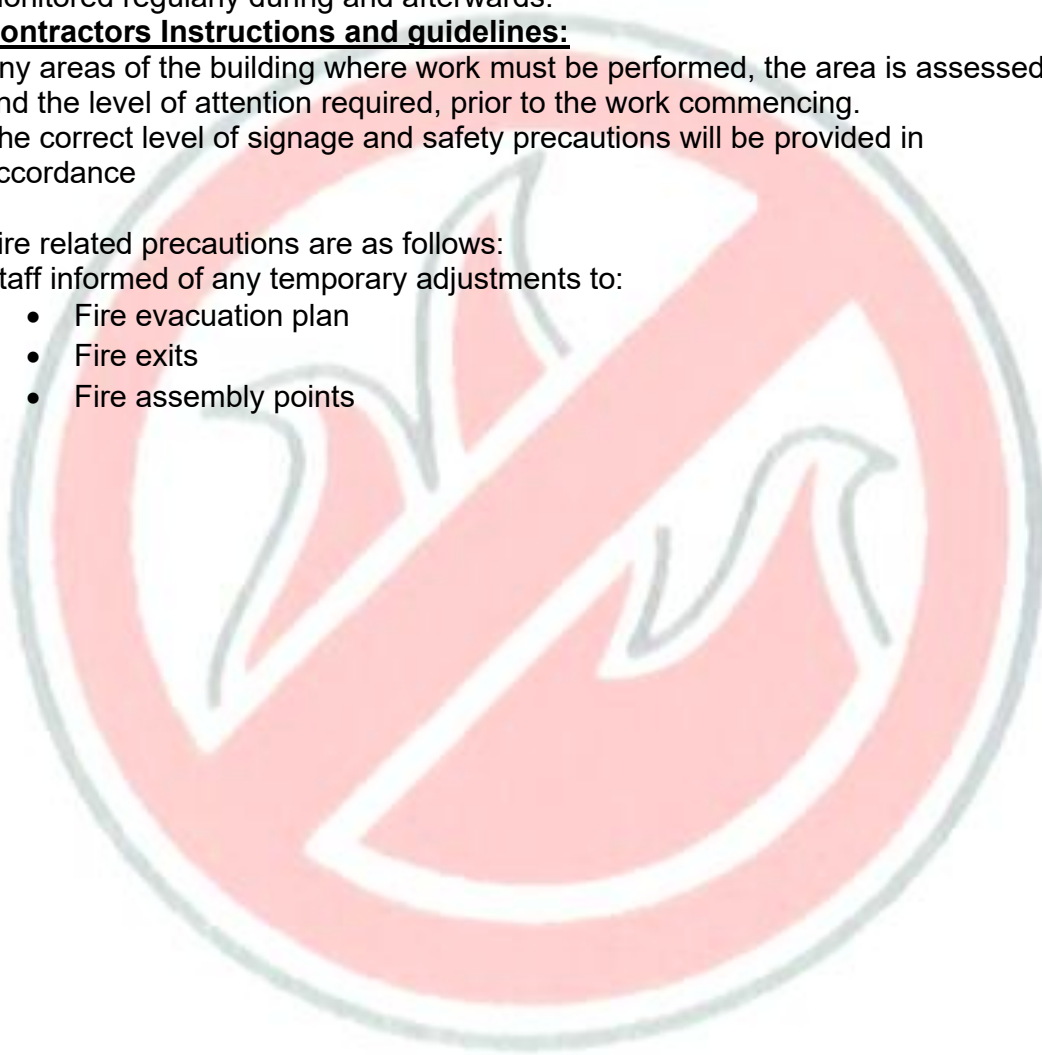 onitored regularly during and afterwards.
ontractors Instructions and guidelines:
ny areas of the building where work must be performed, the area is assessed
nd the level of attention required, prior to the work commencing.
he correct level of signage and safety precautions will be provided in
ccordance
ire related precautions are as follows:
taff informed of any temporary adjustments to:
• Fire evacuation plan
• Fire exits
• Fire assembly points